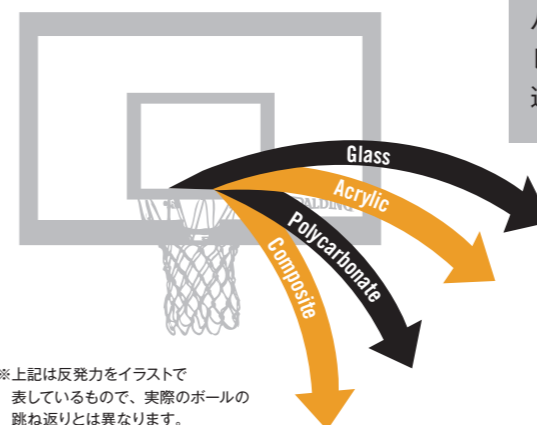 Glass
Acrylic
Polycarbonate
Composite
※上記は反発力をイラストで
表しているもので、実際のボールの
跳ね返りとは異なります。